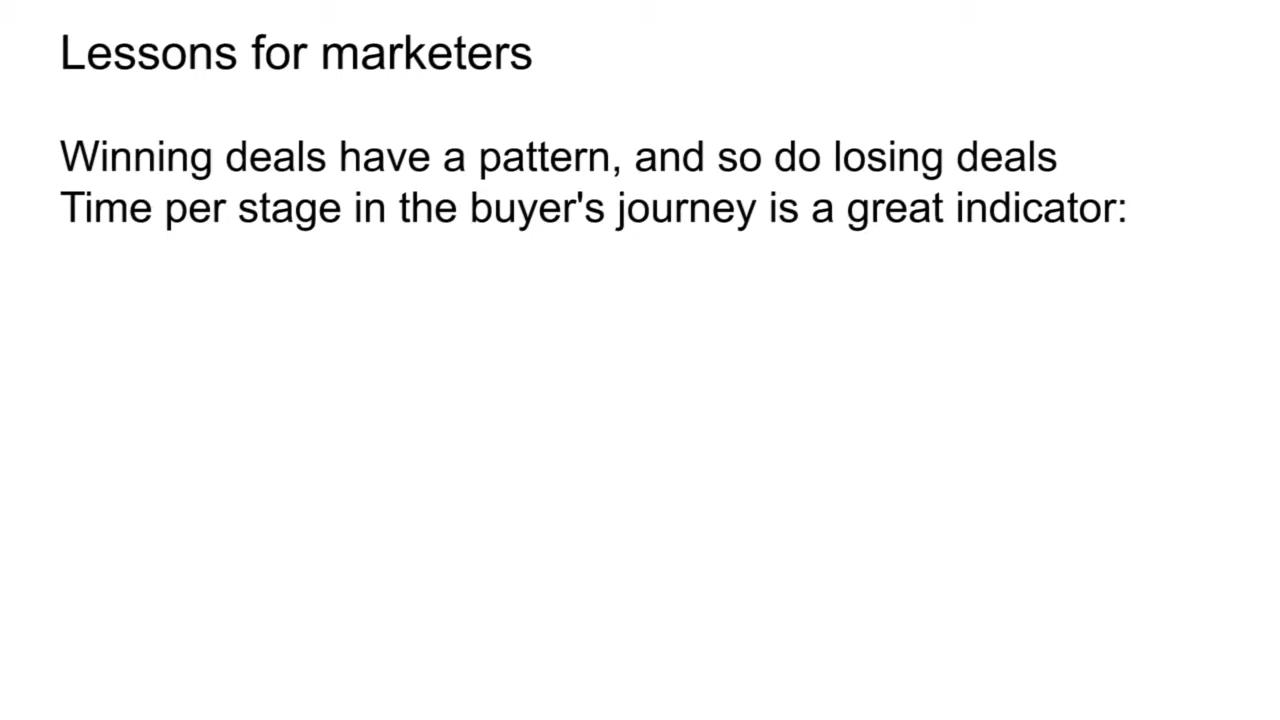 Lessons for marketers
Winning deals have a pattern, and so do losing deals
Time per stage in the buyer's journey is a great indicator: